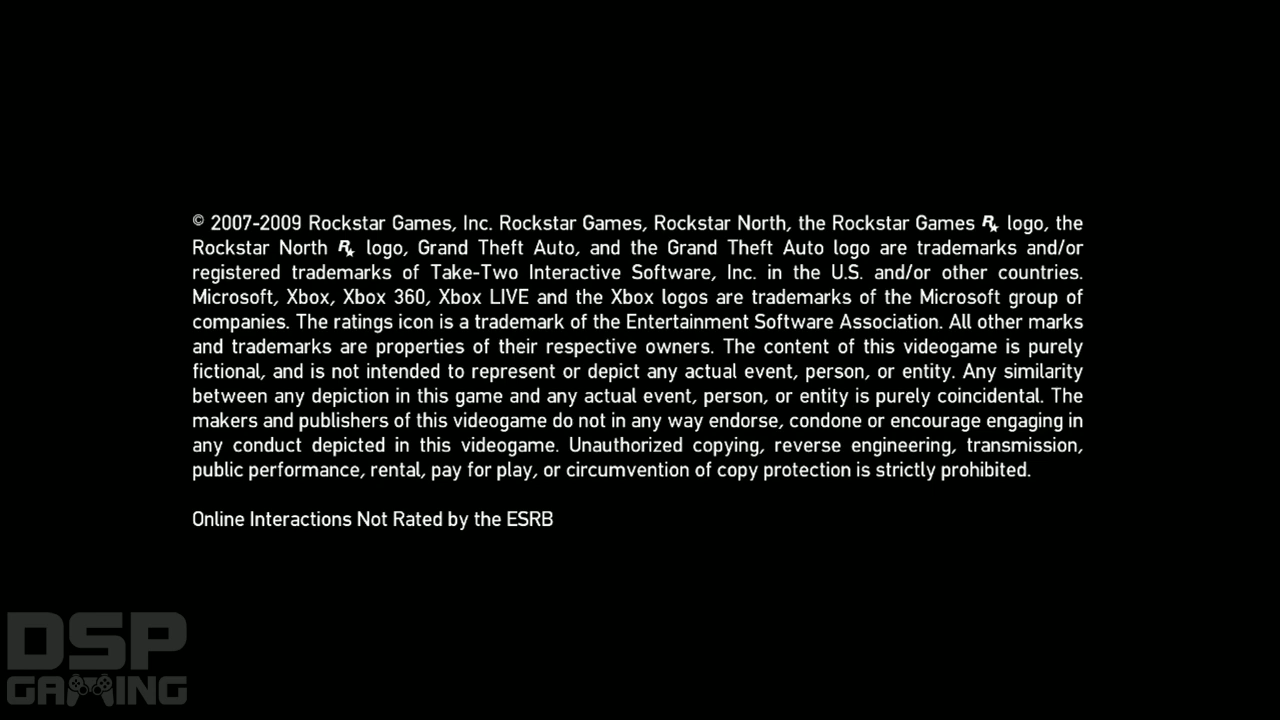 © 2007-2009 Rockstar Games, Inc. Rockstar Games, Rockstar North, the Rockstar Games R★ logo, the
Rockstar North R★ logo, Grand Theft Auto, and the Grand Theft Auto logo are trademarks and/or
registered trademarks of Take-Two Interactive Software, Inc. in the U.S. and/or other countries.
Microsoft, Xbox, Xbox 360, Xbox LIVE and the Xbox logos are trademarks of the Microsoft group of
companies. The ratings icon is a trademark of the Entertainment Software Association. All other marks
and trademarks are properties of their respective owners. The content of this videogame is purely
fictional, and is not intended to represent or depict any actual event, person, or entity. Any similarity
between any depiction in this game and any actual event, person, or entity is purely coincidental. The
makers and publishers of this videogame do not in any way endorse, condone or encourage engaging in
any conduct depicted in this videogame. Unauthorized copying, reverse engineering, transmission,
public performance, rental, pay for play, or circumvention of copy protection is strictly prohibited.
Online Interactions Not Rated by the ESRB
DSP
GAMING